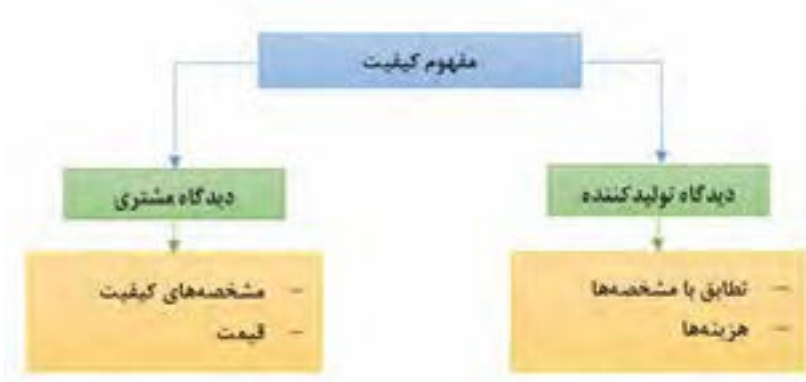 مفهوم کیفیت
دیدگاه تولیدکننده
دیدگاه مشتری
– تطابق با مشخصه‌ها
– هزینه‌ها
– مشخصه‌های کیفیت
– قیمت